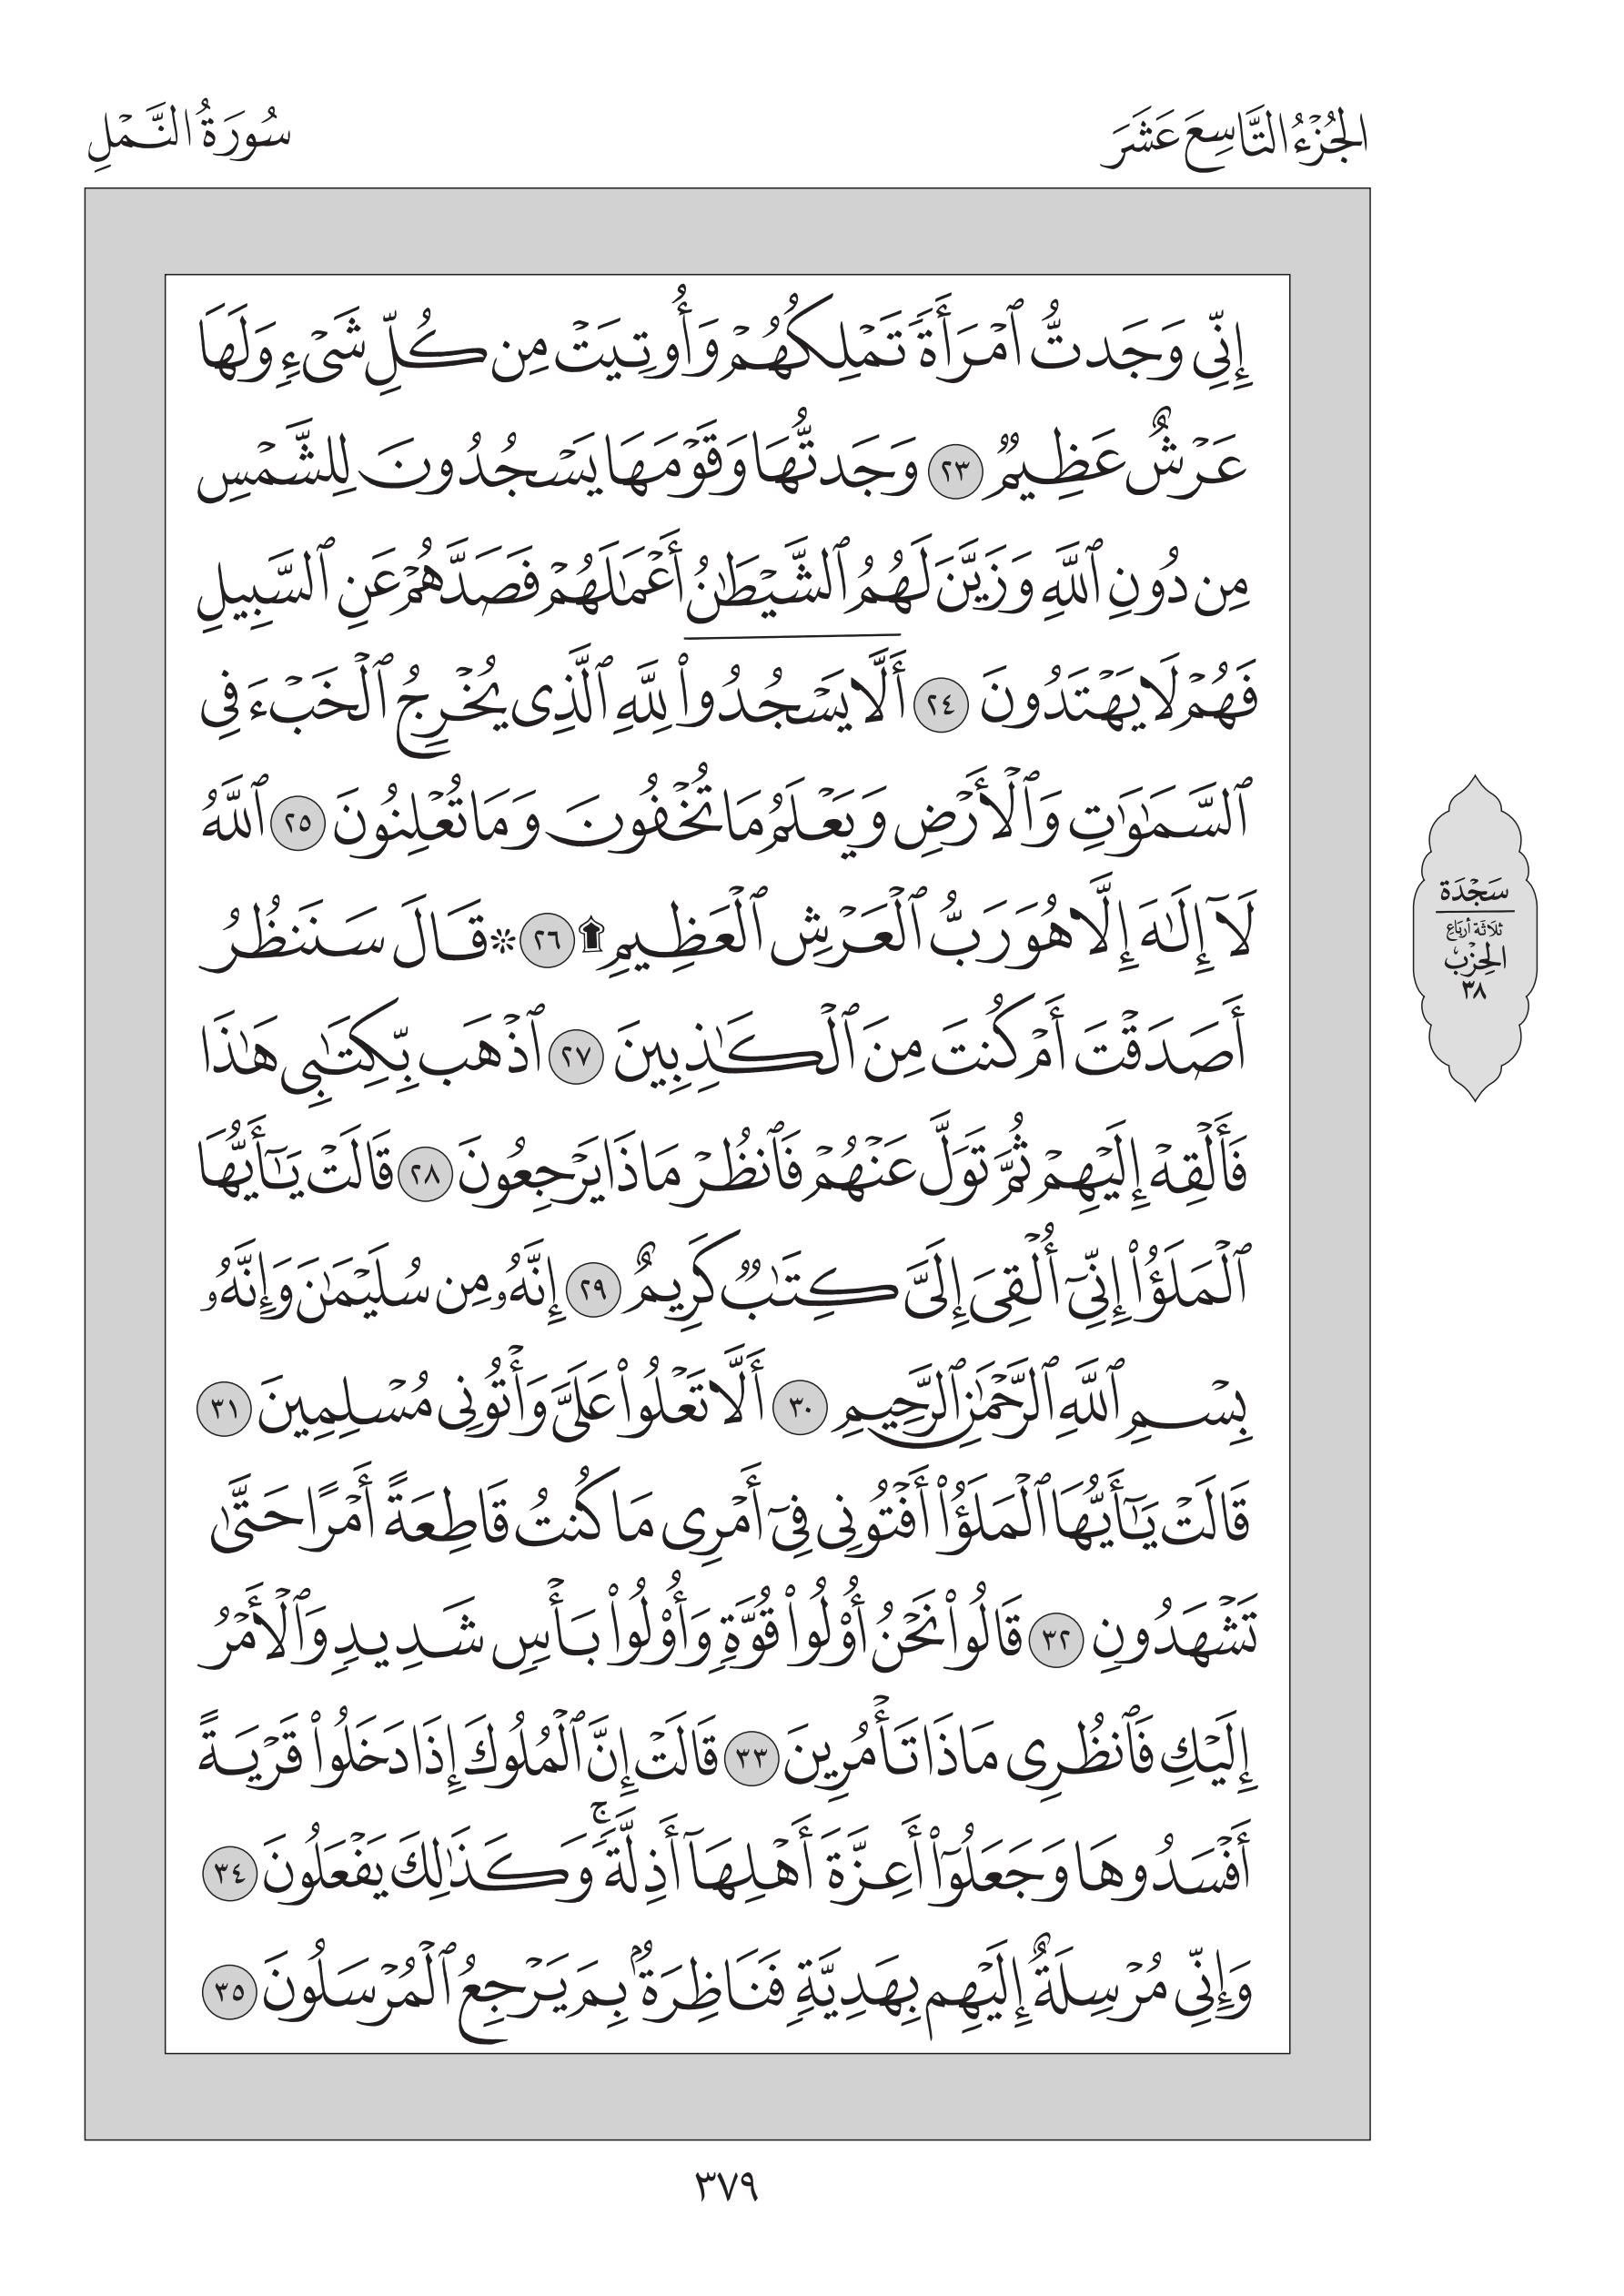 الجُزْءُ التَّاسِعَ عَشَرَ
سُورَةُ النَّمْلِ
إِنِّي وَجَدتُّ ٱمۡرَأَةٗ تَمۡلِكُهُمۡ وَأُوتِيَتۡ مِن كُلِّ شَيۡءٖ وَلَهَا
عَرۡشٌ عَظِيمٞ ٢٣ وَجَدتُّهَا وَقَوۡمَهَا يَسۡجُدُونَ لِلشَّمۡسِ
مِن دُونِ ٱللَّهِ وَزَيَّنَ لَهُمُ ٱلشَّيۡطَٰنُ أَعۡمَٰلَهُمۡ فَصَدَّهُمۡ عَنِ ٱلسَّبِيلِ
فَهُمۡ لَا يَهۡتَدُونَ ٢٤ أَلَّا يَسۡجُدُواْۤ لِلَّهِ ٱلَّذِي يُخۡرِجُ ٱلۡخَبۡءَ فِي
ٱلسَّمَٰوَٰتِ وَٱلۡأَرۡضِ وَيَعۡلَمُ مَا تُخۡفُونَ وَمَا تُعۡلِنُونَ ٢٥ ٱللَّهُ
لَآ إِلَٰهَ إِلَّا هُوَ رَبُّ ٱلۡعَرۡشِ ٱلۡعَظِيمِ۩ ٢٦ ۞ قَالَ سَنَنظُرُ
أَصَدَقۡتَ أَمۡ كُنتَ مِنَ ٱلۡكَٰذِبِينَ ٢٧ ٱذۡهَب بِّكِتَٰبِي هَٰذَا
فَأَلۡقِهۡ إِلَيۡهِمۡ ثُمَّ تَوَلَّ عَنۡهُمۡ فَٱنظُرۡ مَاذَا يَرۡجِعُونَ ٢٨ قَالَتۡ يَٰٓأَيُّهَا
ٱلۡمَلَؤُاْ إِنِّيٓ أُلۡقِيَ إِلَيَّ كِتَٰبٞ كَرِيمٌ ٢٩ إِنَّهُۥ مِن سُلَيۡمَٰنَ وَإِنَّهُۥ
بِسۡمِ ٱللَّهِ ٱلرَّحۡمَٰنِ ٱلرَّحِيمِ ٣٠ أَلَّا تَعۡلُواْ عَلَيَّ وَأۡتُونِي مُسۡلِمِينَ ٣١
قَالَتۡ يَٰٓأَيُّهَا ٱلۡمَلَؤُاْ أَفۡتُونِي فِيٓ أَمۡرِي مَا كُنتُ قَاطِعَةً أَمۡرًا حَتَّىٰ
تَشۡهَدُونِ ٣٢ قَالُواْ نَحۡنُ أُوْلُواْ قُوَّةٖ وَأُوْلُواْ بَأۡسٖ شَدِيدٖ وَٱلۡأَمۡرُ
إِلَيۡكِ فَٱنظُرِي مَاذَا تَأۡمُرِينَ ٣٣ قَالَتۡ إِنَّ ٱلۡمُلُوكَ إِذَا دَخَلُواْ قَرۡيَةً
أَفۡسَدُوهَا وَجَعَلُوٓاْ أَعِزَّةَ أَهۡلِهَآ أَذِلَّةٗۚ وَكَذَٰلِكَ يَفۡعَلُونَ ٣٤
وَإِنِّي مُرۡسِلَةٌ إِلَيۡهِم بِهَدِيَّةٖ فَنَاظِرَةُۢ بِمَ يَرۡجِعُ ٱلۡمُرۡسَلُونَ ٣٥
سَجْدَة
ثلاثة أرباع
الحِزْب
٣٨
٣٧٩